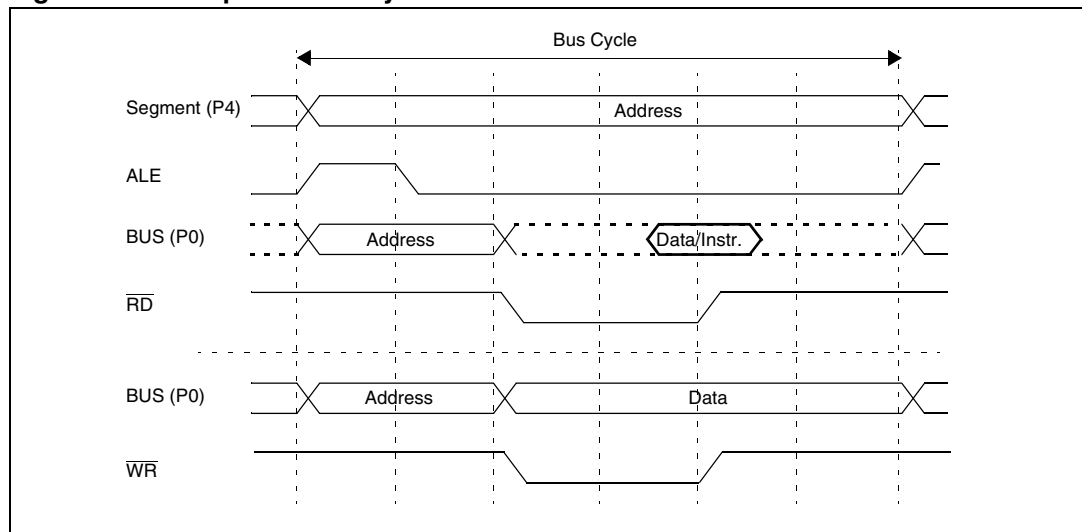 Bus Cycle
Segment (P4)
Address
ALE
BUS (P0)
Address
Data/Instr.
RD
BUS (P0)
Address
Data
WR